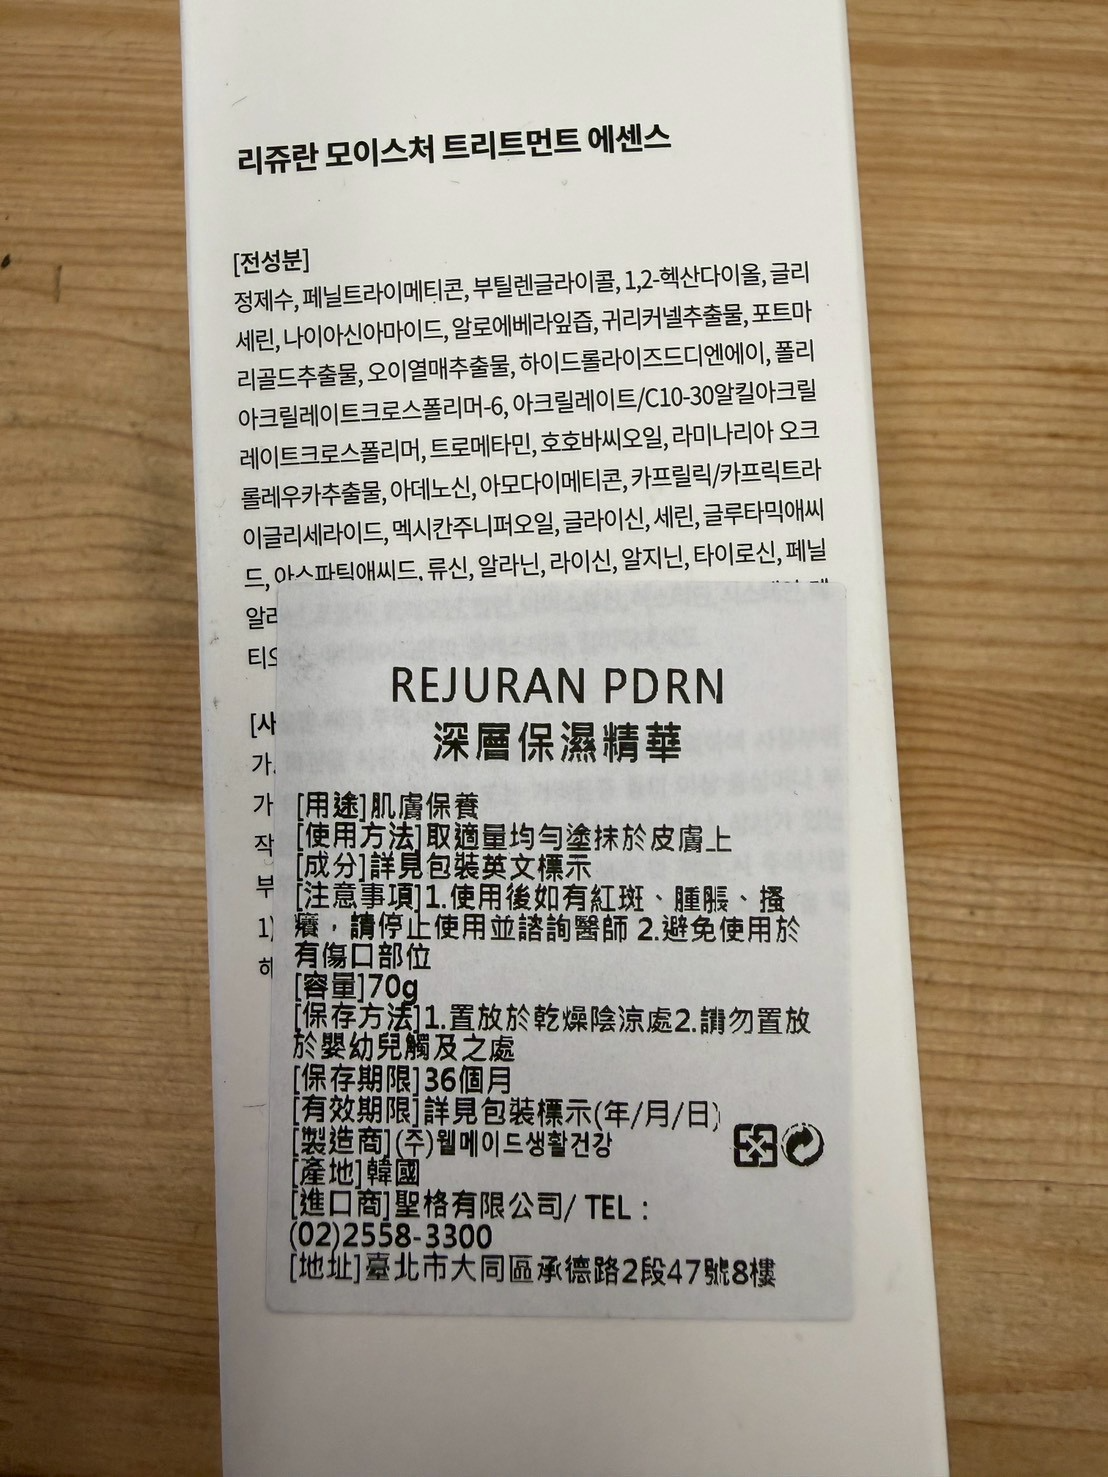 리쥬란 모이스처 트리트먼트 에센스
[전성분]
정제수, 페닐트라이메티콘, 부틸렌글라이콜, 1,2-헥산다이올, 글리
세린, 나이아신아마이드, 알로에베라잎즙, 귀리커넬추출물, 포트마
리골드추출물, 오이열매추출물, 하이드롤라이즈드디엔에이, 폴리
아크릴레이트크로스폴리머-6, 아크릴레이트/C10-30알킬아크릴
레이트크로스폴리머, 트로메타민, 호호바씨오일, 라미나리아 오크
롤레우카추출물, 아데노신, 아모다이메티콘, 카프릴릭/카프릭트라
이글리세라이드, 멕시칸주니퍼오일, 글라이신, 세린, 글루타믹애씨
드, 아스파틱애씨드, 류신, 알라닌, 라이신, 알지닌, 타이로신, 페닐
알라
티오
[사
가.
가
작
부
1)
해
REJURAN PDRN
深層保濕精華
[用途]肌膚保養
[使用方法]取適量均勻塗抹於皮膚上
[成分]詳見包裝英文標示
[注意事項]1.使用後如有紅斑、腫脹、搔
癢，請停止使用並諮詢醫師 2.避免使用於
有傷口部位
[容量]70g
[保存方法]1.置放於乾燥陰涼處2.請勿置放
於嬰幼兒觸及之處
[保存期限]36個月
[有效期限]詳見包裝標示(年/月/日)
[製造商](주)웰메이드생활건강
[產地]韓國
[進口商]聖格有限公司/ TEL :
(02)2558-3300
[地址]臺北市大同區承德路2段47號8樓